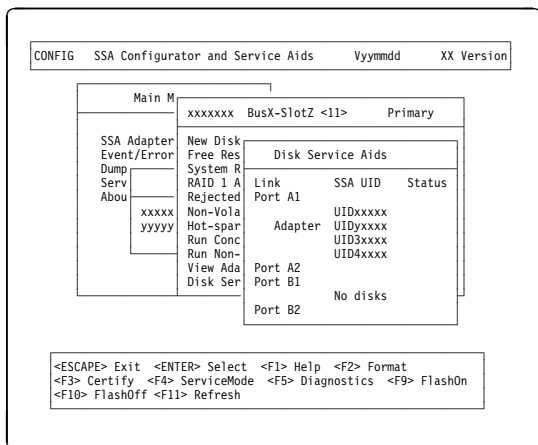 CONFIG SSA Configurator and Service Aids Vyymmdd XX Version
Main M
xxxxxxx BusX-SlotZ <11> Primary
SSA Adapter
Event/Error
Dump
Serv
Abou
xxxxx
yyyyy
New Disk
Free Res
System R
RAID 1 A
Rejected
Non-Vola
Hot-spar
Run Conc
Run Non-
View Ada
Disk Ser
Disk Service Aids
Link SSA UID Status
Port A1
UIDxxxxx
Adapter UIDyxxxx
UID3xxxx
UID4xxxx
Port A2
Port B1
No disks
Port B2
<ESCAPE> Exit <ENTER> Select <F1> Help <F2> Format
<F3> Certify <F4> ServiceMode <F5> Diagnostics <F9> FlashOn
<F10> FlashOff <F11> Refresh